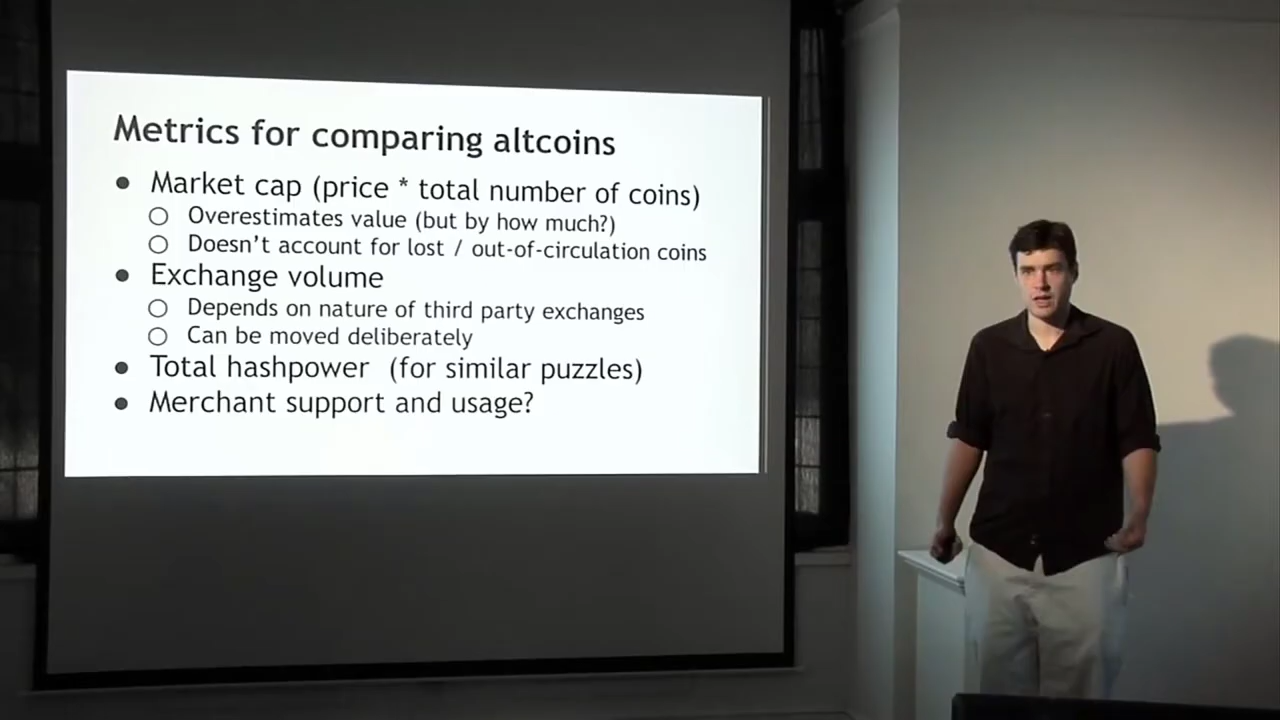 Metrics for comparing altcoins
● Market cap (price * total number of coins)
○ Overestimates value (but by how much?)
○ Doesn't account for lost / out-of-circulation coins
● Exchange volume
○ Depends on nature of third party exchanges
○ Can be moved deliberately
● Total hashpower (for similar puzzles)
● Merchant support and usage?